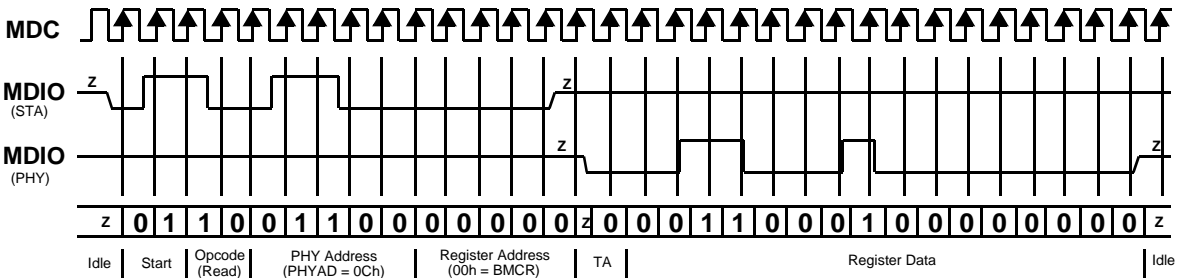 MDC
z
z
MDIO
(STA)
z
z
MDIO
(PHY)
z 0 1 1 0 0 1 1 0 0 0 0 0 0 0 z 0 0 0 1 1 0 0 0 1 0 0 0 0 0 0 0 0 z
Idle Start Opcode PHY Address Register Address TA Register Data Idle
(Read) (PHYAD = 0Ch) (00h = BMCR)